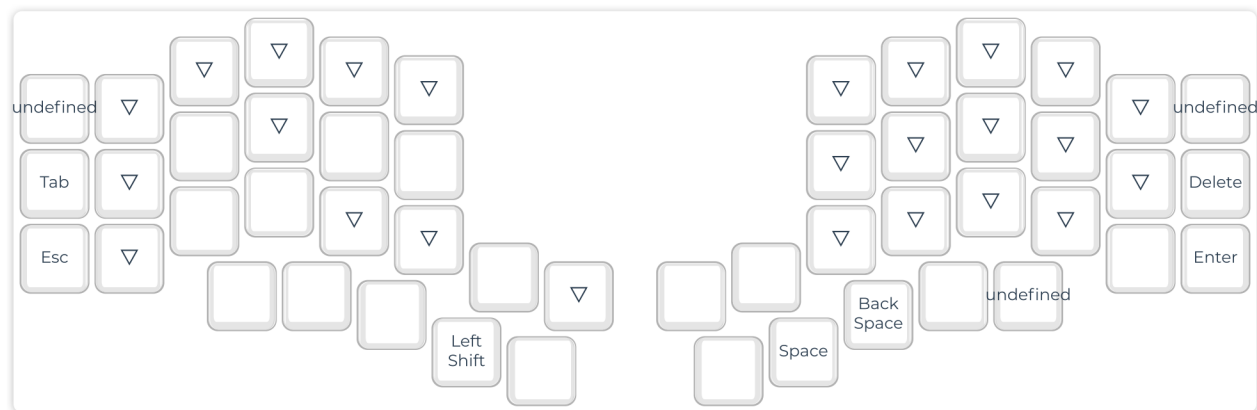 ▽ ▽ ▽ ▽ ▽ ▽ ▽ ▽
undefined ▽ ▽ undefined
▽ ▽ ▽ ▽ ▽
Tab ▽ ▽ Delete
▽ ▽ ▽ ▽ ▽ ▽
Esc ▽ Enter
▽ undefined
Back
Space
Left
Shift
Space